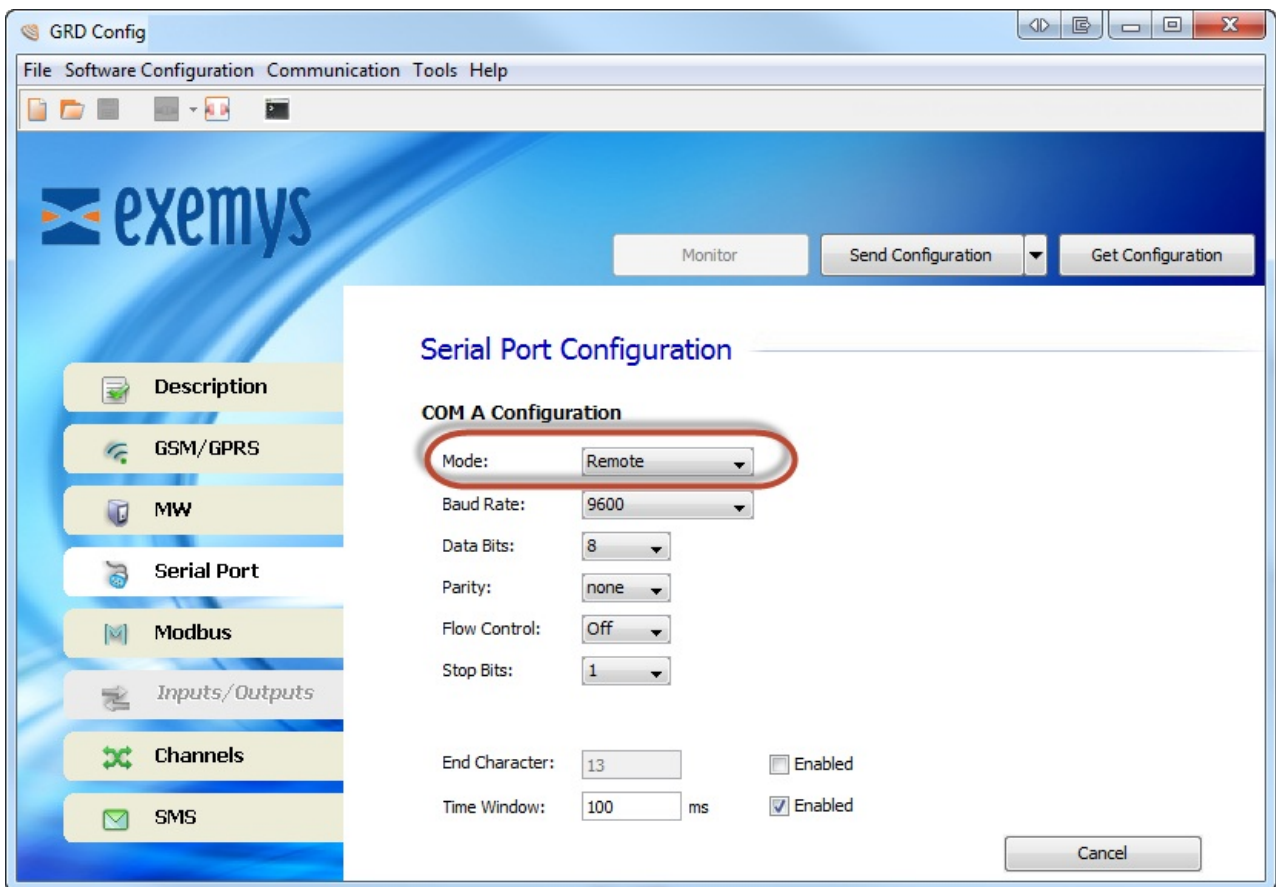 GRD Config
File Software Configuration Communication Tools Help
exemys
Monitor Send Configuration Get Configuration
Serial Port Configuration
Description
GSM/GPRS
MW
Serial Port
Modbus
Inputs/Outputs
Channels
SMS
COM A Configuration
Mode: Remote
Baud Rate: 9600
Data Bits: 8
Parity: none
Flow Control: Off
Stop Bits: 1
End Character: 13 Enabled
Time Window: 100 ms Enabled
Cancel